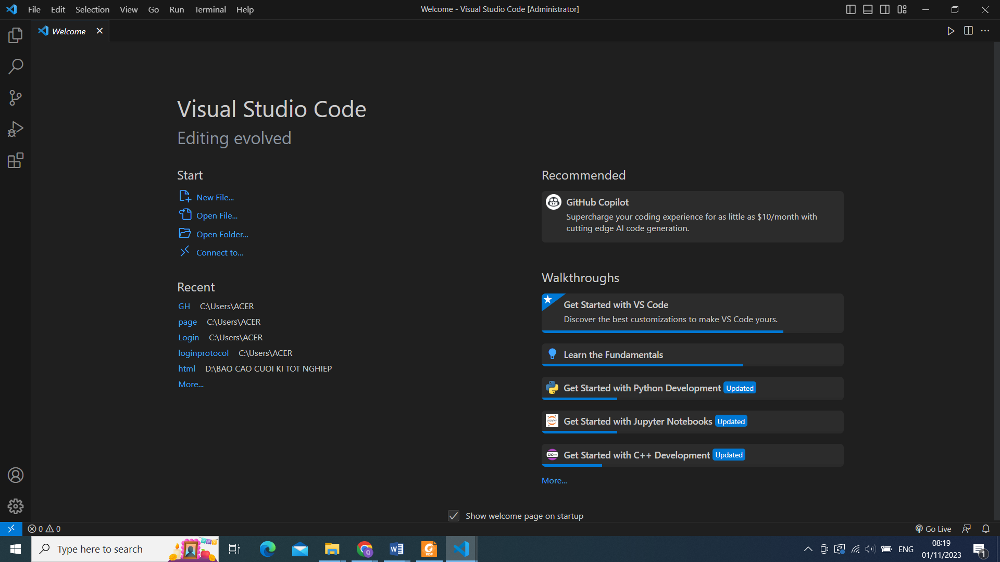 File Edit Selection View Go Run Terminal Help
Welcome - Visual Studio Code [Administrator]
Welcome
Visual Studio Code
Editing evolved
Start
New File...
Open File...
Open Folder...
Connect to...
Recent
GH C:\Users\ACER
page C:\Users\ACER
Login C:\Users\ACER
loginprotocol C:\Users\ACER
html D:\BAO CAO CUOI KI TOT NGHIEP
More...
Recommended
GitHub Copilot
Supercharge your coding experience for as little as $10/month with
cutting edge AI code generation.
Walkthroughs
Get Started with VS Code
Discover the best customizations to make VS Code yours.
Learn the Fundamentals
Get Started with Python Development Updated
Get Started with Jupyter Notebooks Updated
Get Started with C++ Development Updated
More...
Show welcome page on startup
0 0
Go Live
Type here to search
ENG
08:19
01/11/2023
1